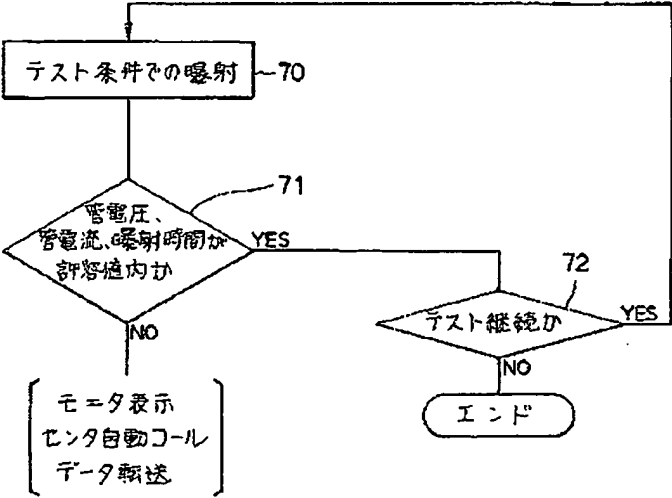 テスト条件での曝射
70
71
管電圧、
管電流、曝射時間が
許容値内か
YES
72
テスト継続か
YES
NO
NO
エンド
モニタ表示
センタ自動コール
データ転送